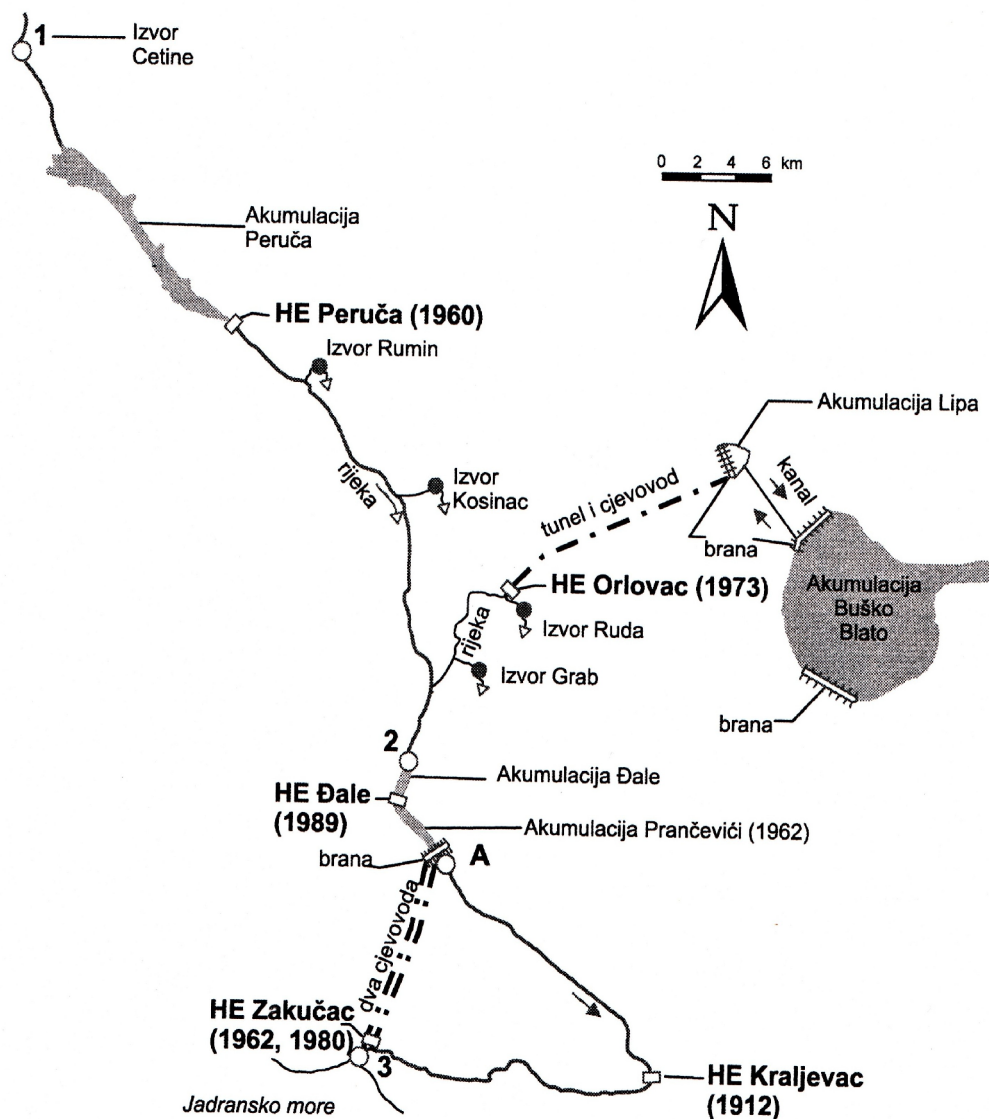 1
Izvor
Cetine
0 2 4 6 km
N
Akumulacija
Peruča
HE Peruča (1960)
Izvor Rumin
Akumulacija Lipa
rijeka
Izvor
Kosinac
tunel i cjevovod
kanal
brana
HE Orlovac (1973)
Akumulacija
Buško
Blato
rijeka
Izvor Ruda
Izvor Grab
brana
2
Akumulacija Đale
HE Đale
(1989)
Akumulacija Prančevići (1962)
brana
A
dva cjevovoda
HE Zakučac
(1962, 1980)
3
HE Kraljevac
(1912)
Jadransko more